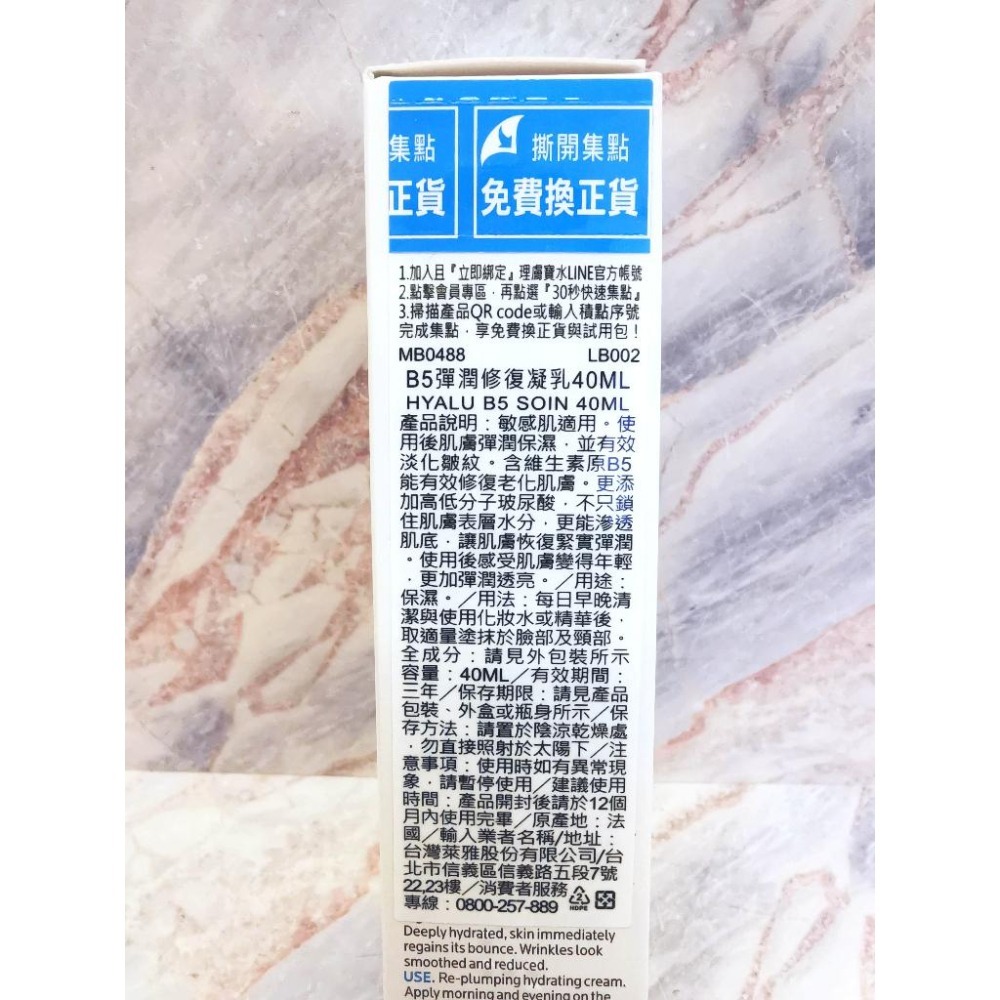 集點
正貨
撕開集點
免費換正貨
1.加入且『立即綁定』理膚寶水LINE官方帳號
2.點擊會員專區，再點選『30秒快速集點』
3.掃描產品QR code或輸入積點序號
完成集點，享免費換正貨與試用包！
MB0488 LB002
B5彈潤修復凝乳40ML
HYALU B5 SOIN 40ML
產品說明：敏感肌適用。使
用後肌膚彈潤保濕，並有效
淡化皺紋。含維生素原B5
能有效修復老化肌膚。更添
加高低分子玻尿酸，不只鎖
住肌膚表層水分，更能滲透
肌底，讓肌膚恢復緊實彈潤
。使用後感受肌膚變得年輕
，更加彈潤透亮。／用途：
保濕。／用法：每日早晚清
潔與使用化妝水或精華後，
取適量塗抹於臉部及頸部。
全成分：請見外包裝所示
容量：40ML／有效期間：
三年／保存期限：請見產品
包裝、外盒或瓶身所示／保
存方法：請置於陰涼乾燥處
，勿直接照射於太陽下／注
意事項：使用時如有異常現
象，請暫停使用／建議使用
時間：產品開封後請於12個
月內使用完畢／原產地：法
國／輸入業者名稱/地址：
台灣萊雅股份有限公司/台
北市信義區信義路五段7號
22,23樓／消費者服務
專線：0800-257-889
2
HDPE
Deeply hydrated, skin immediately
regains its bounce. Wrinkles look
smoothed and reduced.
USE. Re-plumping hydrating cream.
Apply morning and evening on the